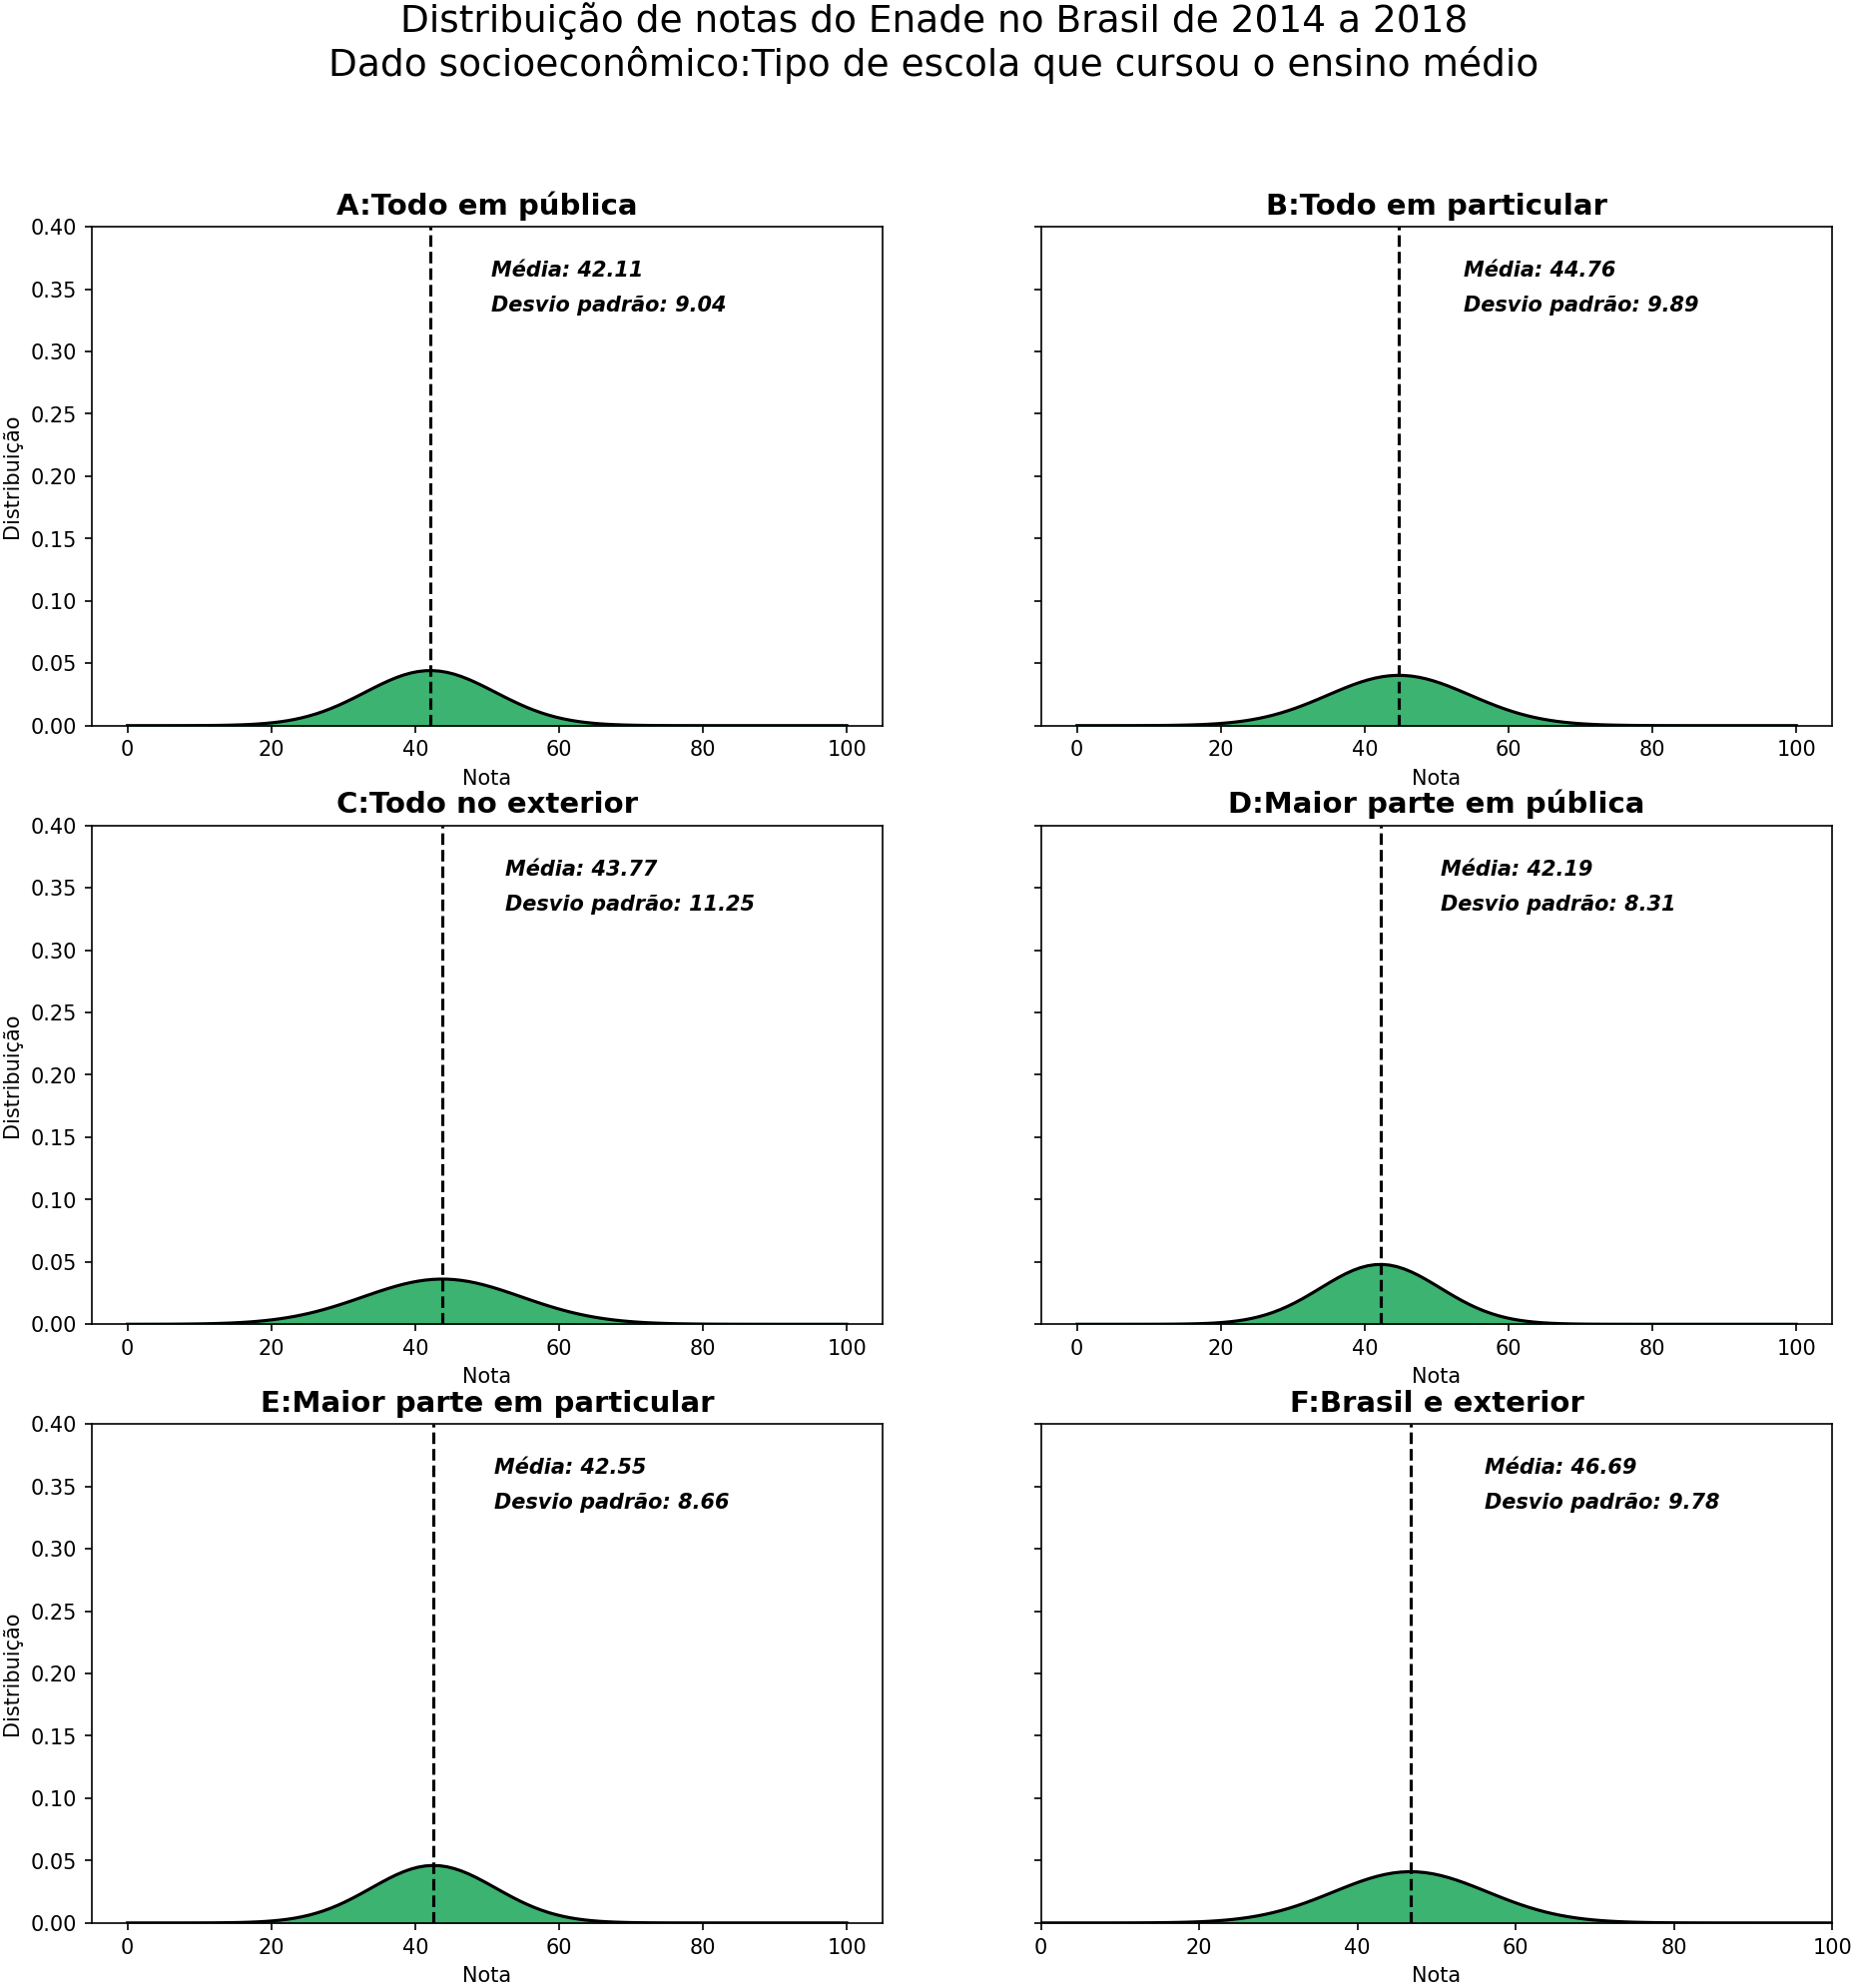 Distribuição de notas do Enade no Brasil de 2014 a 2018
Dado socioeconômico:Tipo de escola que cursou o ensino médio
A:Todo em pública
Média: 42.11
Desvio padrão: 9.04
0.40
0.35
0.30
0.25
0.20
0.15
0.10
0.05
0.00
Distribuição
0 20 40 60 80 100
Nota
B:Todo em particular
Média: 44.76
Desvio padrão: 9.89
0 20 40 60 80 100
Nota
C:Todo no exterior
Média: 43.77
Desvio padrão: 11.25
0.40
0.35
0.30
0.25
0.20
0.15
0.10
0.05
0.00
Distribuição
0 20 40 60 80 100
Nota
D:Maior parte em pública
Média: 42.19
Desvio padrão: 8.31
0 20 40 60 80 100
Nota
E:Maior parte em particular
Média: 42.55
Desvio padrão: 8.66
0.40
0.35
0.30
0.25
0.20
0.15
0.10
0.05
0.00
Distribuição
0 20 40 60 80 100
Nota
F:Brasil e exterior
Média: 46.69
Desvio padrão: 9.78
0 20 40 60 80 100
Nota